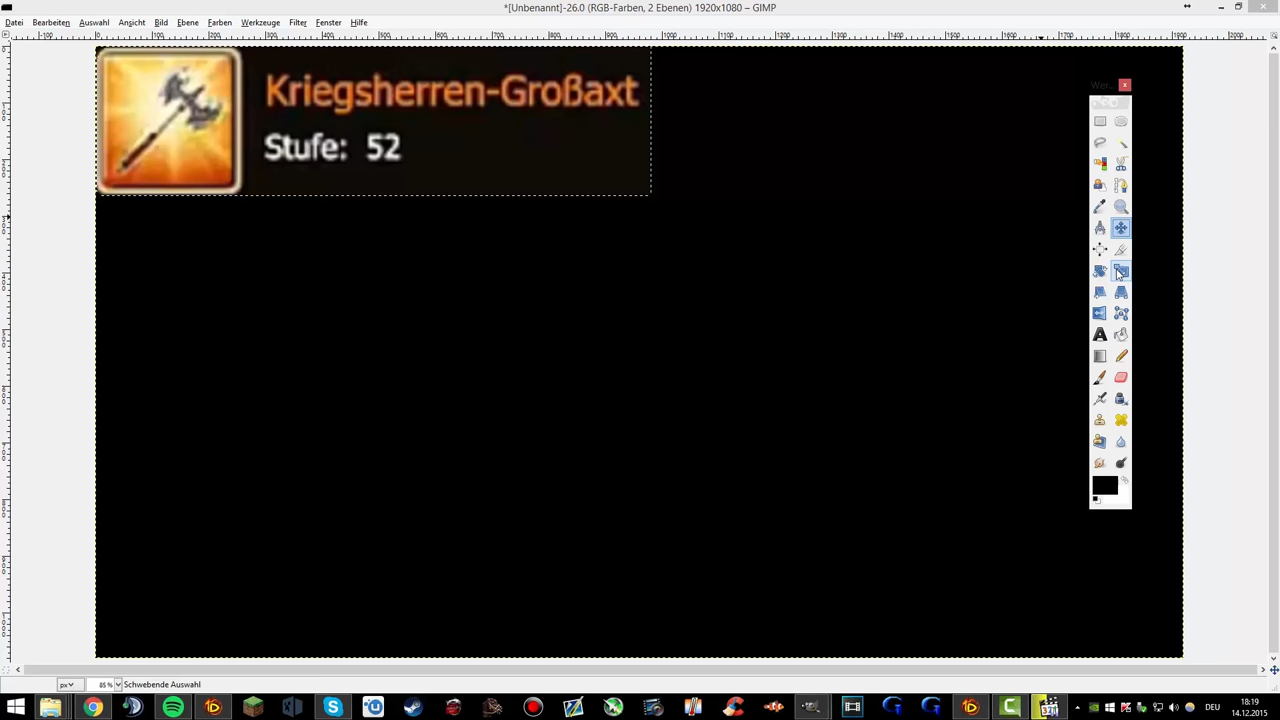 *[Unbenannt]-26.0 (RGB-Farben, 2 Ebenen) 1920x1080 – GIMP
Datei Bearbeiten Auswahl Ansicht Bild Ebene Farben Werkzeuge Filter Fenster Hilfe
Kriegsherren-Großaxt
Stufe: 52
px 85 % Schwebende Auswahl
DEU
18:19
14.12.2015